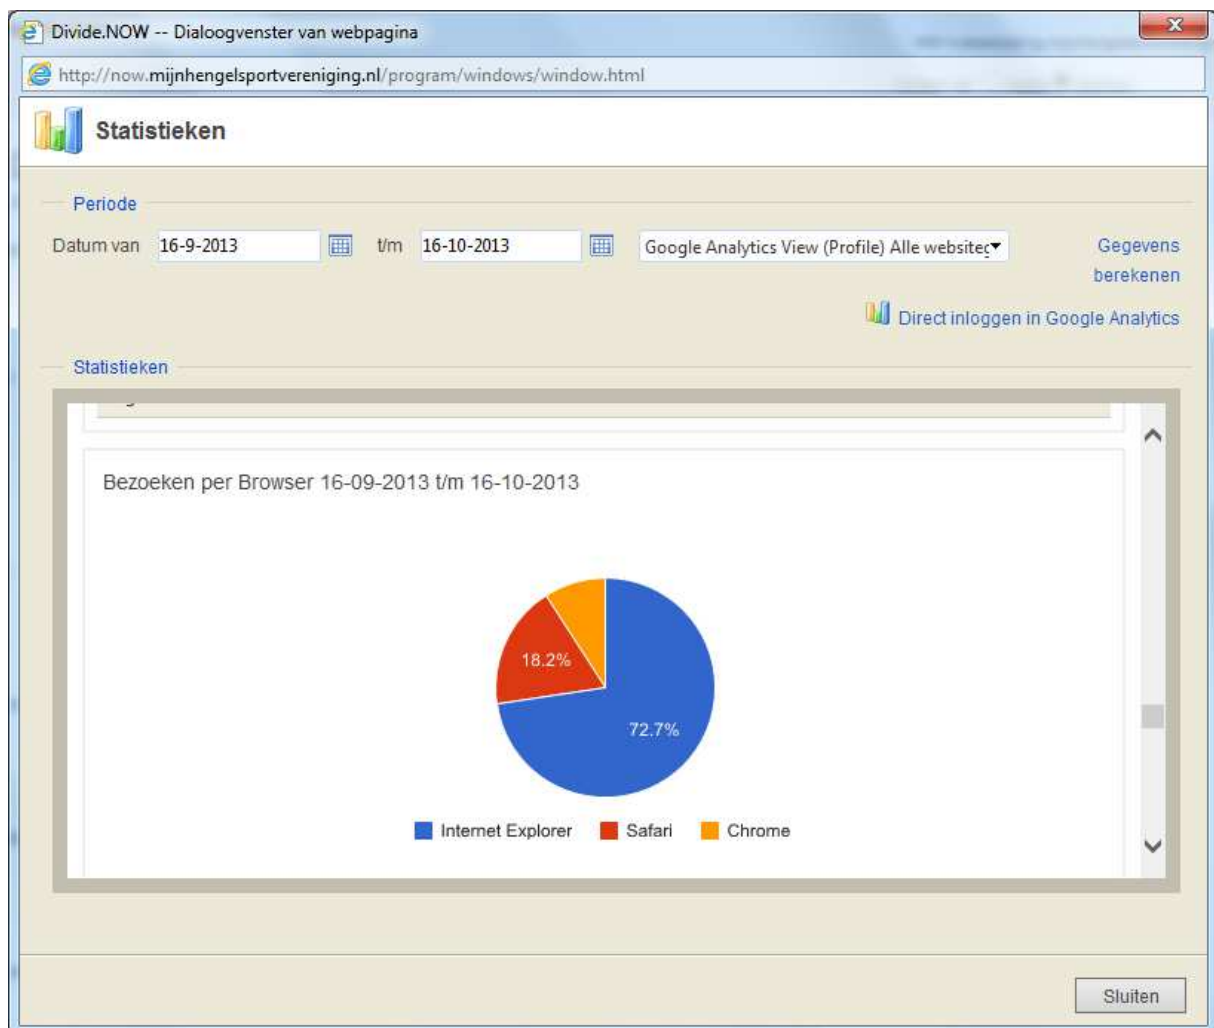 Divide.NOW -- Dialoogvenster van webpagina
http://now.mijnhengelsportvereniging.nl/program/windows/window.html
Statistieken
Periode
Datum van 16-9-2013 t/m 16-10-2013 Google Analytics View (Profile) Alle Gegevens
berekenen
Direct inloggen in Google Analytics
Statistieken
Bezoeken per Browser 16-09-2013 t/m 16-10-2013
18.2%
72.7%
Internet Explorer Safari Chrome
Sluiten